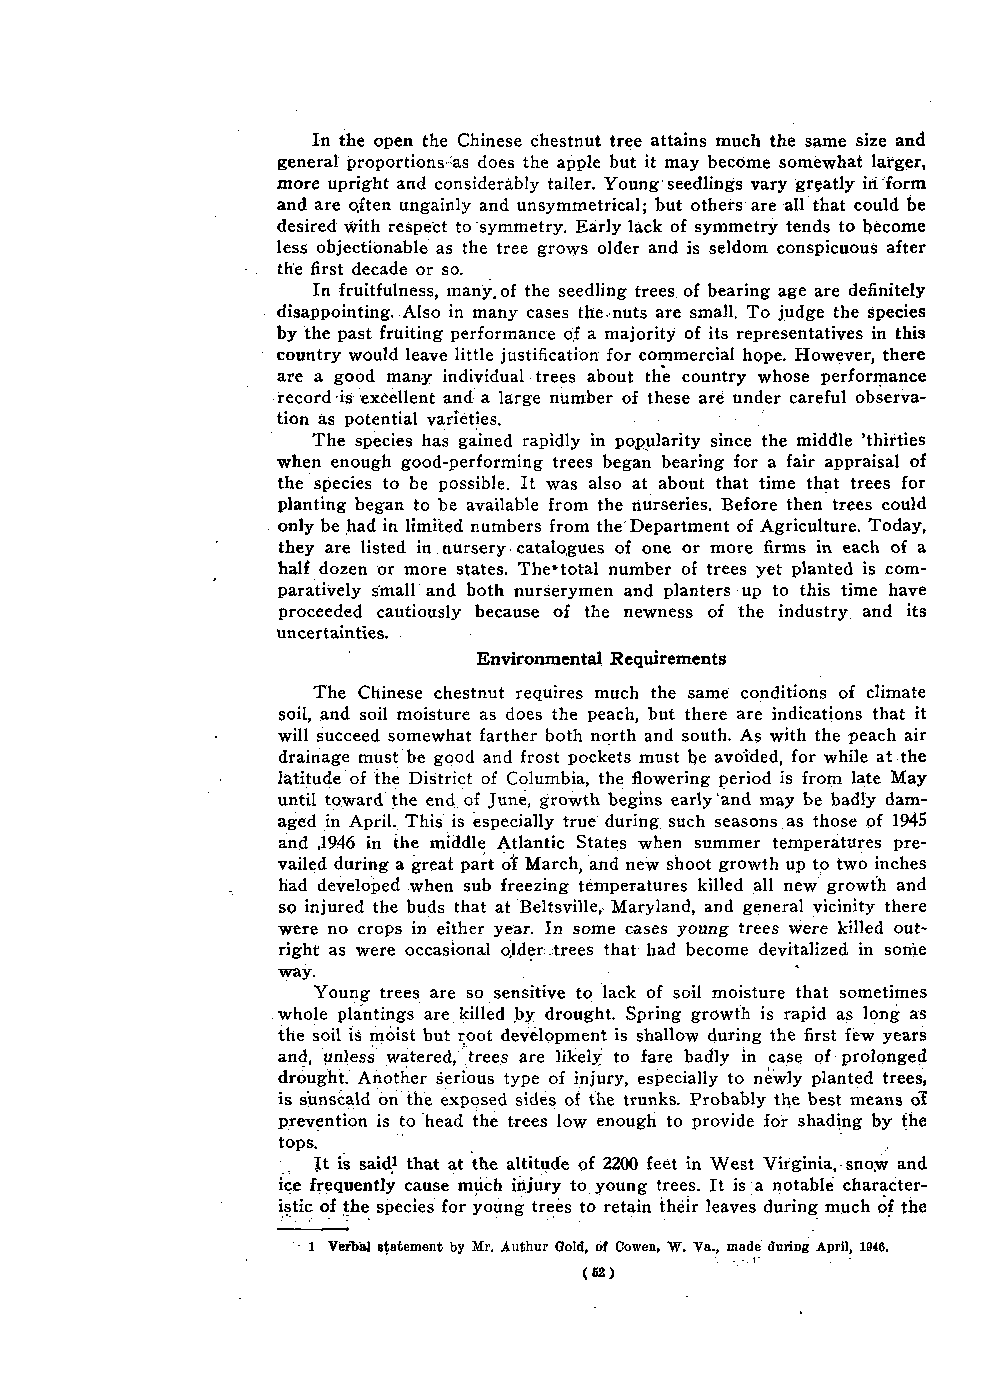 In the open the Chinese chestnut tree attains much the same size and
general proportions as does the apple but it may become somewhat larger,
more upright and considerably taller. Young seedlings vary greatly in form
and are often ungainly and unsymmetrical; but others are all that could be
desired with respect to symmetry. Early lack of symmetry tends to become
less objectionable as the tree grows older and is seldom conspicuous after
the first decade or so.
In fruitfulness, many of the seedling trees of bearing age are definitely
disappointing. Also in many cases the nuts are small. To judge the species
by the past fruiting performance of a majority of its representatives in this
country would leave little justification for commercial hope. However, there
are a good many individual trees about the country whose performance
record is excellent and a large number of these are under careful observa-
tion as potential varieties.
The species has gained rapidly in popularity since the middle 'thirties
when enough good-performing trees began bearing for a fair appraisal of
the species to be possible. It was also at about that time that trees for
planting began to be available from the nurseries. Before then trees could
only be had in limited numbers from the Department of Agriculture. Today,
they are listed in nursery catalogues of one or more firms in each of a
half dozen or more states. The total number of trees yet planted is com-
paratively small and both nurserymen and planters up to this time have
proceeded cautiously because of the newness of the industry and its
uncertainties.
Environmental Requirements
The Chinese chestnut requires much the same conditions of climate
soil, and soil moisture as does the peach, but there are indications that it
will succeed somewhat farther both north and south. As with the peach air
drainage must be good and frost pockets must be avoided, for while at the
latitude of the District of Columbia, the flowering period is from late May
until toward the end of June, growth begins early and may be badly dam-
aged in April. This is especially true during such seasons as those of 1945
and 1946 in the middle Atlantic States when summer temperatures pre-
vailed during a great part of March, and new shoot growth up to two inches
had developed when sub freezing temperatures killed all new growth and
so injured the buds that at Beltsville, Maryland, and general vicinity there
were no crops in either year. In some cases young trees were killed out-
right as were occasional older trees that had become devitalized in some
way.
Young trees are so sensitive to lack of soil moisture that sometimes
whole plantings are killed by drought. Spring growth is rapid as long as
the soil is moist but root development is shallow during the first few years
and, unless watered, trees are likely to fare badly in case of prolonged
drought. Another serious type of injury, especially to newly planted trees,
is sunscald on the exposed sides of the trunks. Probably the best means of
prevention is to head the trees low enough to provide for shading by the
tops.
It is said1 that at the altitude of 2200 feet in West Virginia, snow and
ice frequently cause much injury to young trees. It is a notable character-
istic of the species for young trees to retain their leaves during much of the
1 Verbal statement by Mr. Authur Gold, of Cowen, W. Va., made during April, 1946.
(52)